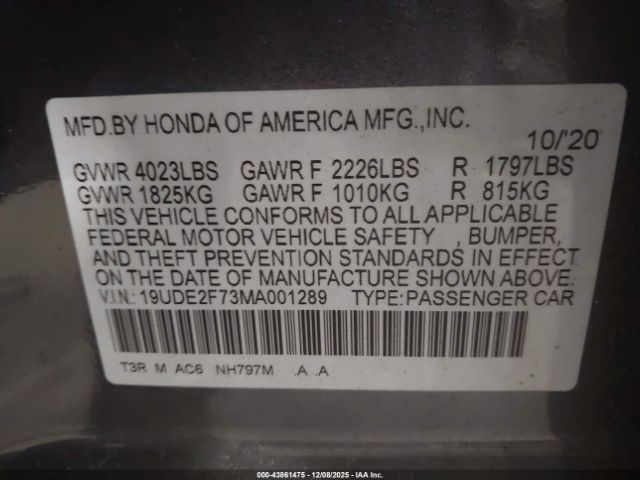 MFD.BY HONDA OF AMERICA MFG.,INC.
10/'20
GVWR 4023LBS GAWR F 2226LBS R 1797LBS
GVWR 1825KG GAWR F 1010KG R 815KG
THIS VEHICLE CONFORMS TO ALL APPLICABLE
FEDERAL MOTOR VEHICLE SAFETY , BUMPER,
AND THEFT PREVENTION STANDARDS IN EFFECT
ON THE DATE OF MANUFACTURE SHOWN ABOVE.
V.I.N.: 19UDE2F73MA001289 TYPE:PASSENGER CAR
T3R M AC6 NH797M .A .A
(000-43861475 | 12/08/2025 - IAA Inc.